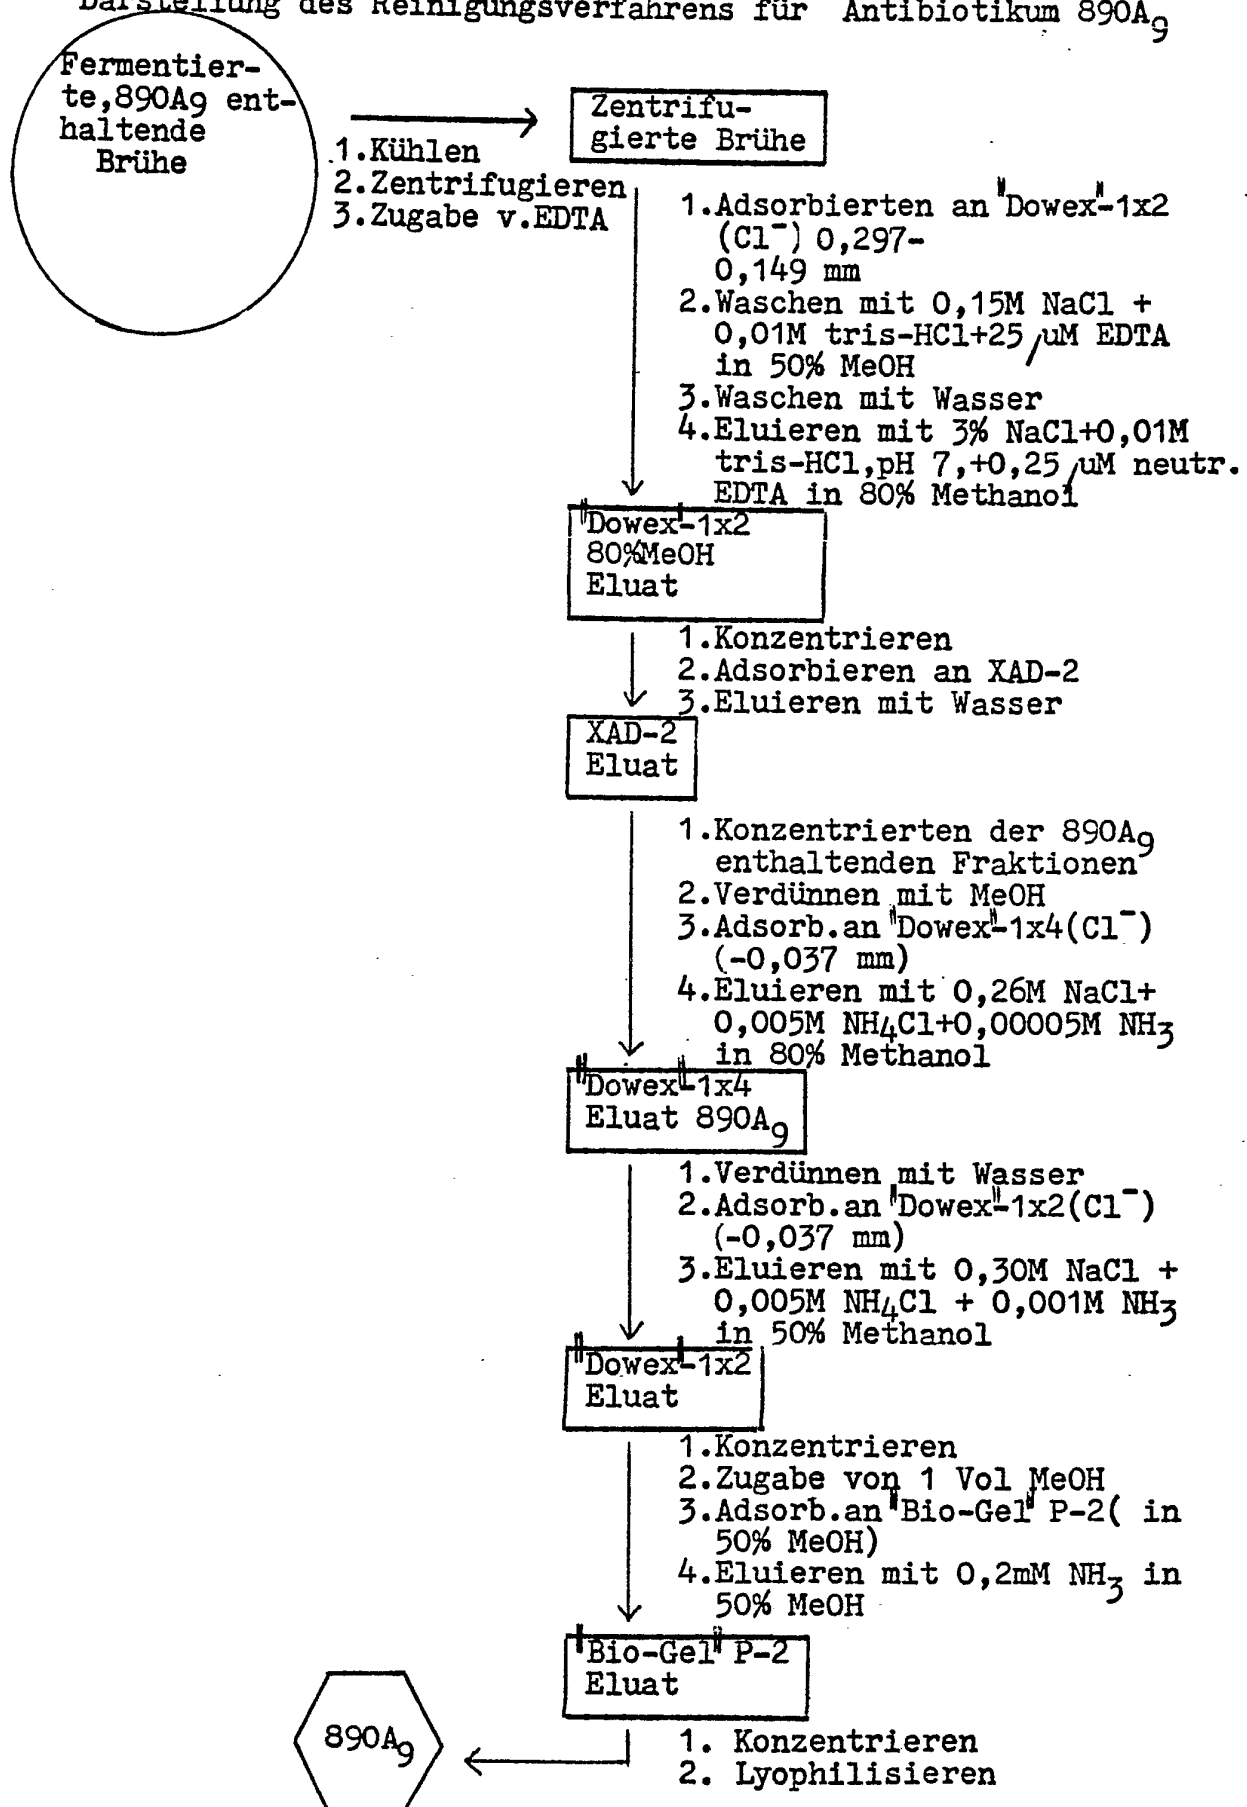 Darstellung des Reinigungsverfahrens für Antibiotikum 890A9
Fermentier-
te,890A9 ent-
haltende
Brühe
1.Kühlen
2.Zentrifugieren
3.Zugabe v.EDTA
Zentrifu-
gierte Brühe
1.Adsorbierten an "Dowex"-1x2
(Cl⁻) 0,297-
0,149 mm
2.Waschen mit 0,15M NaCl +
0,01M tris-HCl+25 /uM EDTA
in 50% MeOH
3.Waschen mit Wasser
4.Eluieren mit 3% NaCl+0,01M
tris-HCl,pH 7,+0,25 /uM neutr.
EDTA in 80% Methanol
"Dowex"-1x2
80%MeOH
Eluat
1.Konzentrieren
2.Adsorbieren an XAD-2
3.Eluieren mit Wasser
XAD-2
Eluat
1.Konzentrierten der 890A9
enthaltenden Fraktionen
2.Verdünnen mit MeOH
3.Adsorb.an "Dowex"-1x4(Cl⁻)
(-0,037 mm)
4.Eluieren mit 0,26M NaCl+
0,005M NH4Cl+0,00005M NH3
in 80% Methanol
"Dowex"-1x4
Eluat 890A9
1.Verdünnen mit Wasser
2.Adsorb.an "Dowex"-1x2(Cl⁻)
(-0,037 mm)
3.Eluieren mit 0,30M NaCl +
0,005M NH4Cl + 0,001M NH3
in 50% Methanol
"Dowex"-1x2
Eluat
1.Konzentrieren
2.Zugabe von 1 Vol MeOH
3.Adsorb.an "Bio-Gel" P-2( in
50% MeOH)
4.Eluieren mit 0,2mM NH3 in
50% MeOH
"Bio-Gel" P-2
Eluat
1. Konzentrieren
2. Lyophilisieren
890A9